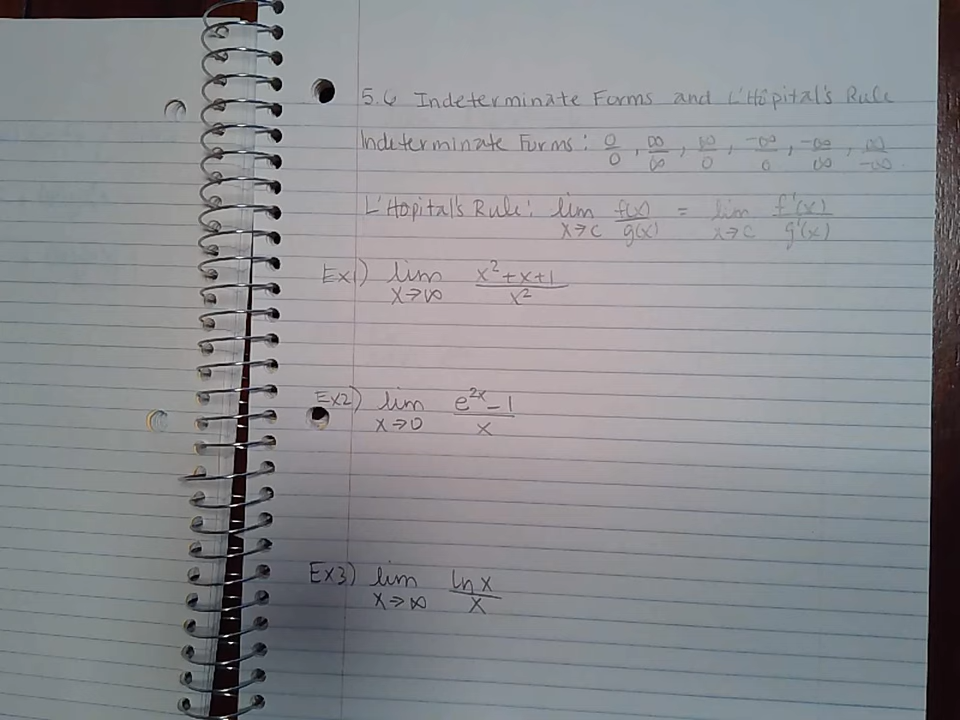 5.6 Indeterminate Forms and L'Hôpital's Rule
Indeterminate Forms: 0/0, ∞/∞, ∞/0, -∞/0, -∞/∞, ∞/-∞.
L'Hôpital's Rule: lim x→c f(x)/g(x) = lim x→c f'(x)/g'(x)
Ex1) lim x→∞ (x²+x+1)/x²
Ex2) lim x→0 (e²ˣ-1)/x
Ex3) lim x→∞ ln x/x